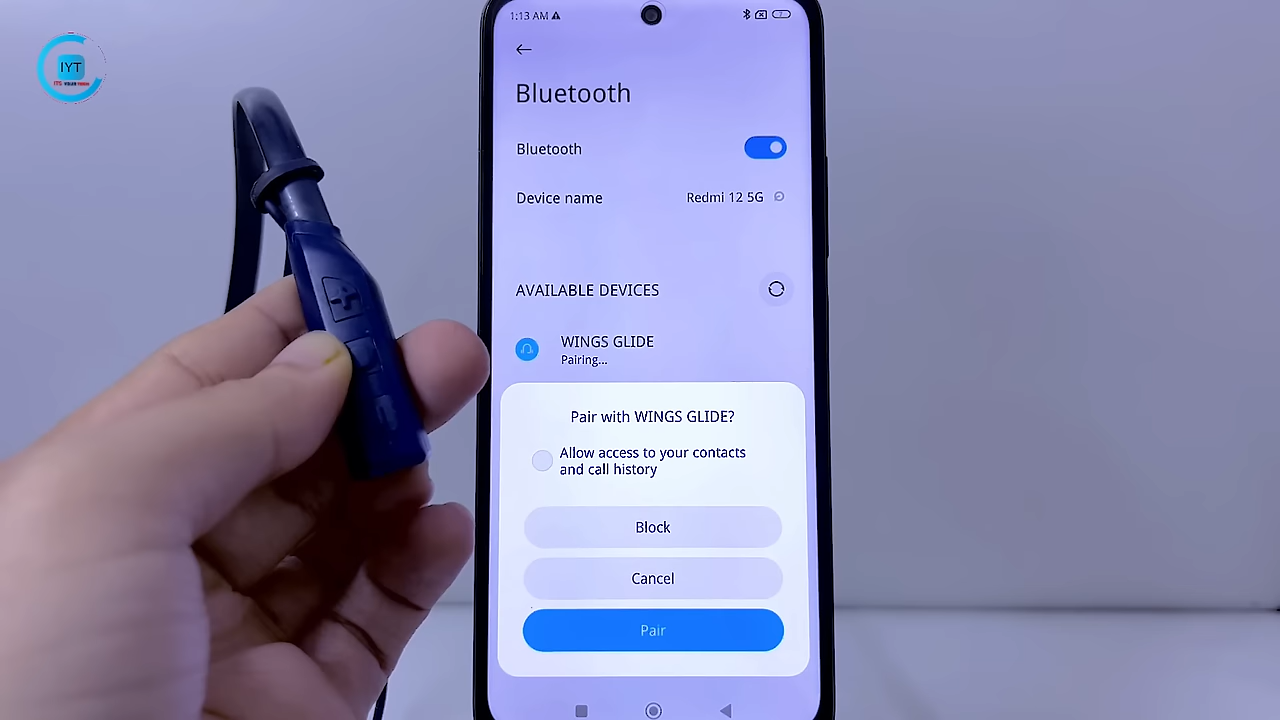 IYT
1:13 AM
Bluetooth
Bluetooth
Device name
Redmi 12 5G
AVAILABLE DEVICES
WINGS GLIDE
Pairing...
Pair with WINGS GLIDE?
Allow access to your contacts
and call history
Block
Cancel
Pair